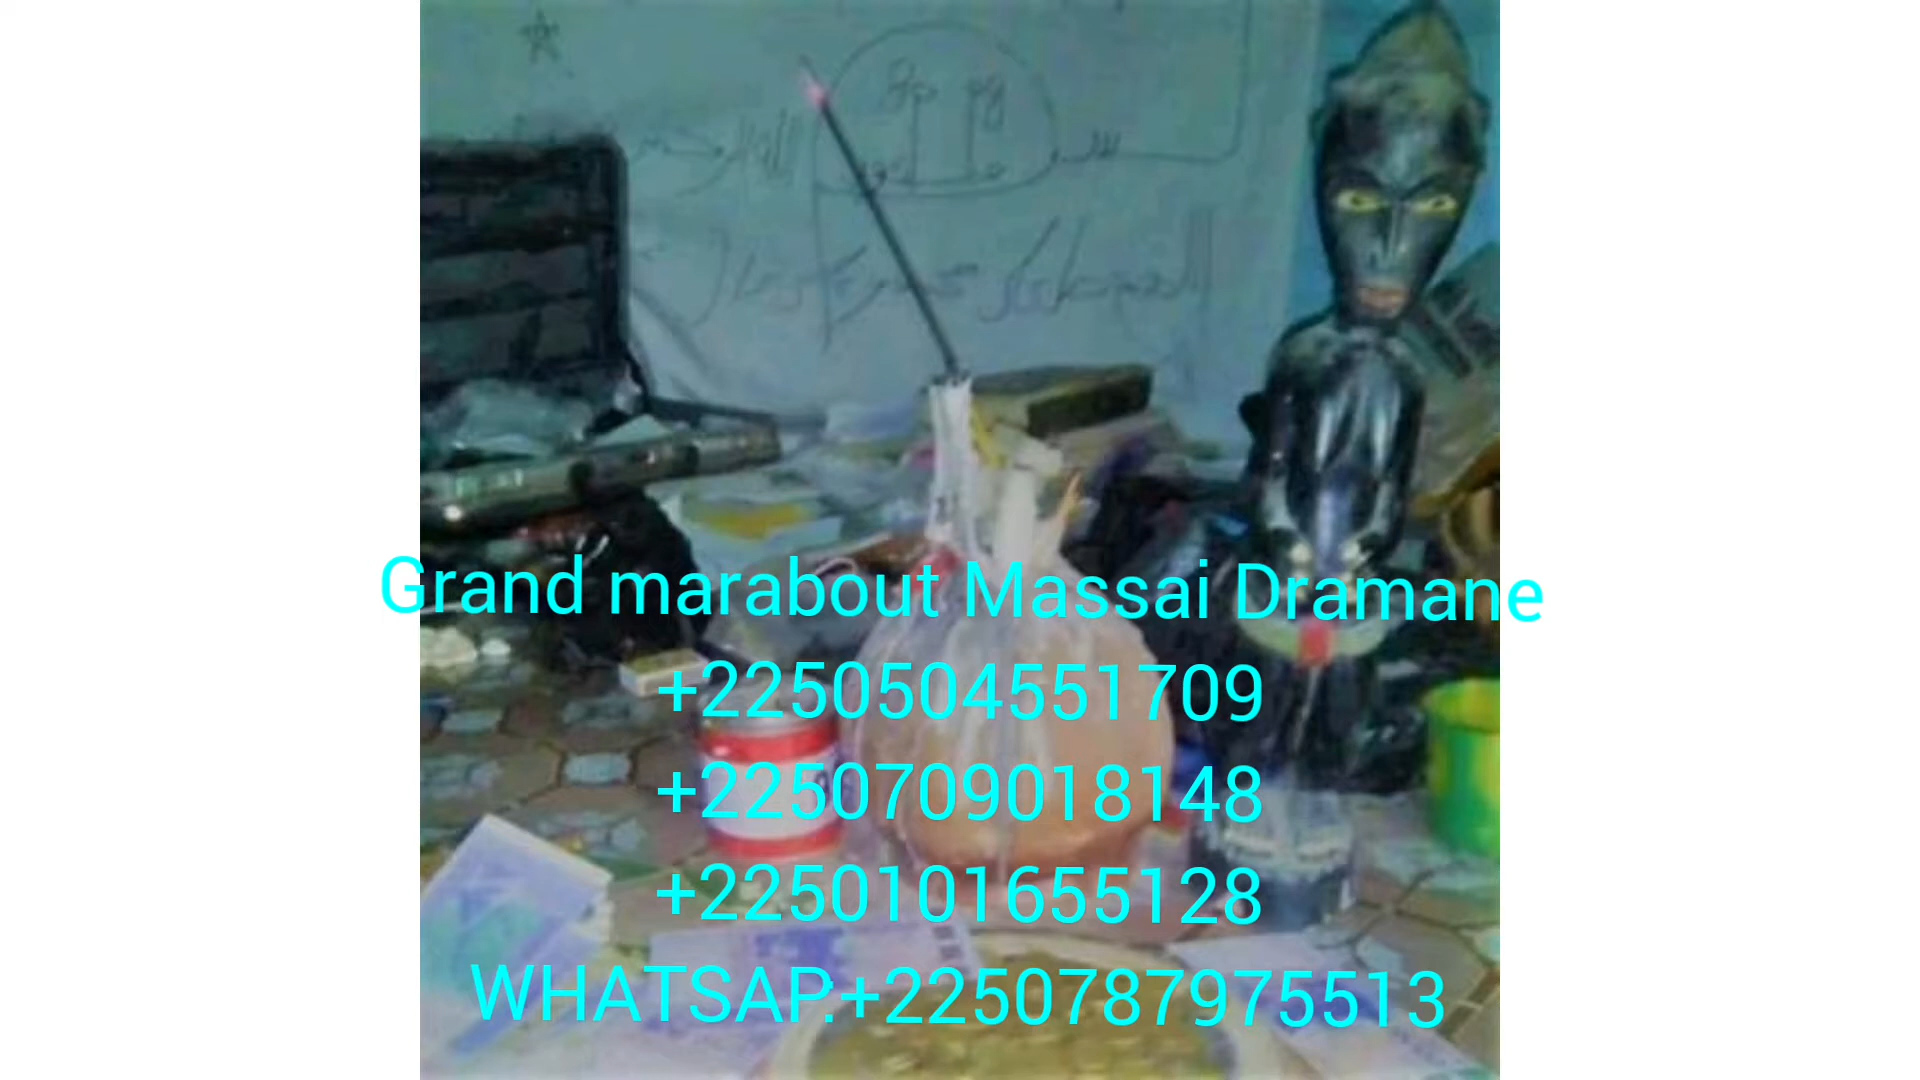 Grand marabout Massai Dramane
+2250504551709
+2250709018148
+2250101655128
WHATSAP:+2250787975513